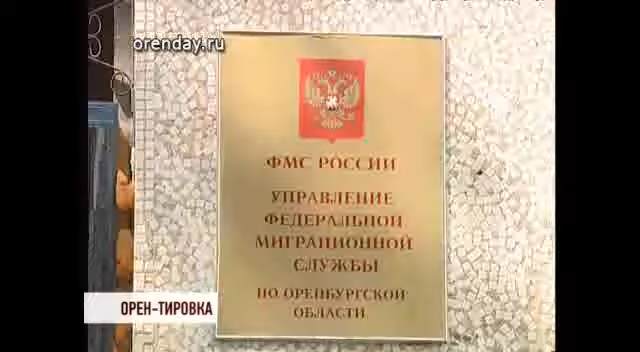 orenday.ru
ФМС РОССИИ
УПРАВЛЕНИЕ
ФЕДЕРАЛЬНОЙ
МИГРАЦИОННОЙ
СЛУЖБЫ
ПО ОРЕНБУРГСКОЙ
ОБЛАСТИ
ОРЕН-ТИРОВКА